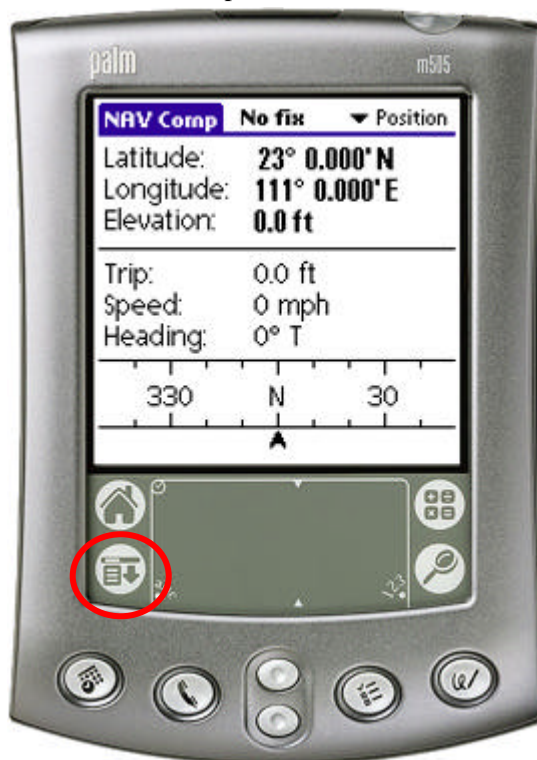 palm m505
NAV Comp No fix Position
Latitude: 23° 0.000' N
Longitude: 111° 0.000' E
Elevation: 0.0 ft
Trip: 0.0 ft
Speed: 0 mph
Heading: 0° T
330 N 30